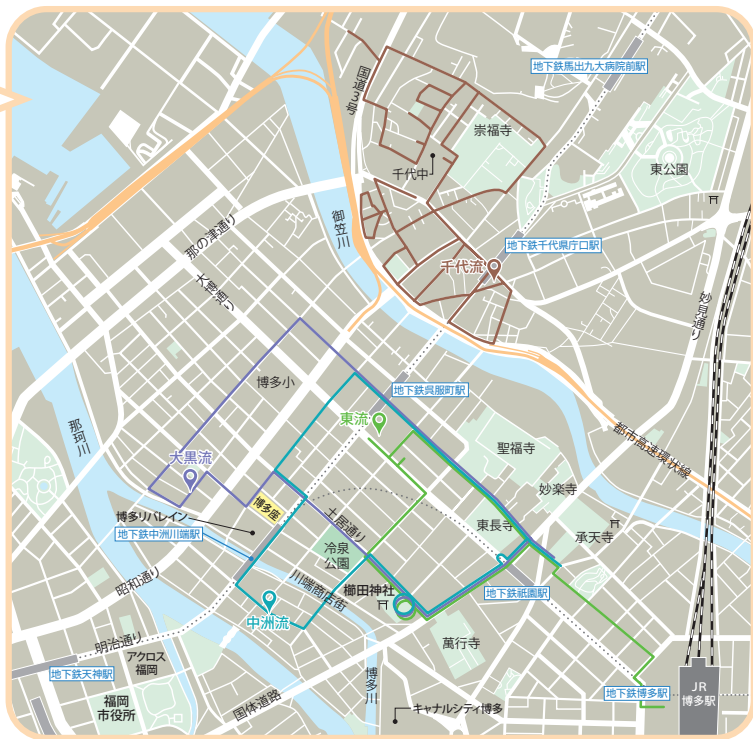 地下鉄馬出九大病院前駅
国道3号
崇福寺
千代中
東公園
御笠川
那の津通り
地下鉄千代県庁口駅
千代流
大博通り
妙見通り
博多小
地下鉄呉服町駅
東流
那珂川
都市高速環状線
聖福寺
大黒流
妙楽寺
博多座
博多リバレイン
土居通り
東長寺
地下鉄中洲川端駅
承天寺
冷泉
公園
昭和通り
川端商店街
櫛田神社
地下鉄祇園駅
中洲流
明治通り
萬行寺
アクロス
福岡
地下鉄天神駅
博多川
JR
博多駅
地下鉄博多駅
福岡
市役所
国体道路
キャナルシティ博多